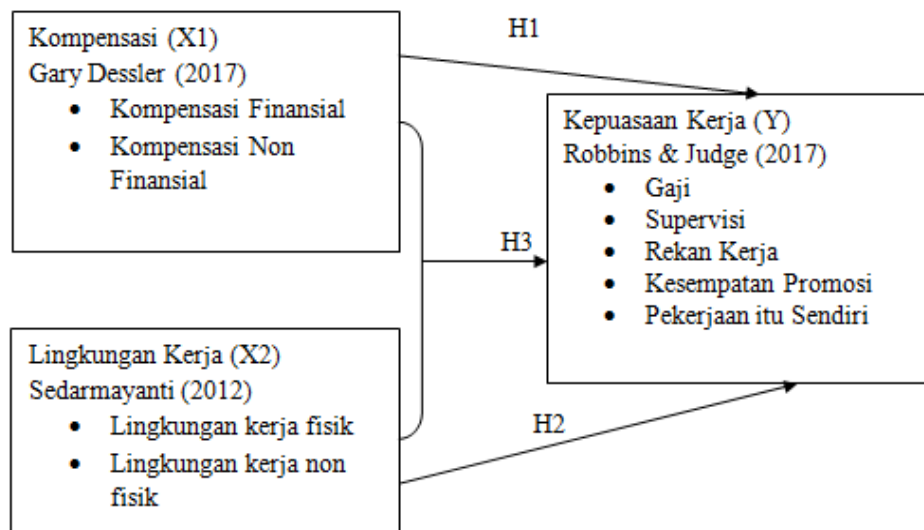 Kompensasi (X1)
Gary Dessler (2017)
• Kompensasi Finansial
• Kompensasi Non
Finansial
H1
Kepuasaan Kerja (Y)
Robbins & Judge (2017)
• Gaji
• Supervisi
• Rekan Kerja
• Kesempatan Promosi
• Pekerjaan itu Sendiri
H3
Lingkungan Kerja (X2)
Sedarmayanti (2012)
• Lingkungan kerja fisik
• Lingkungan kerja non
fisik
H2